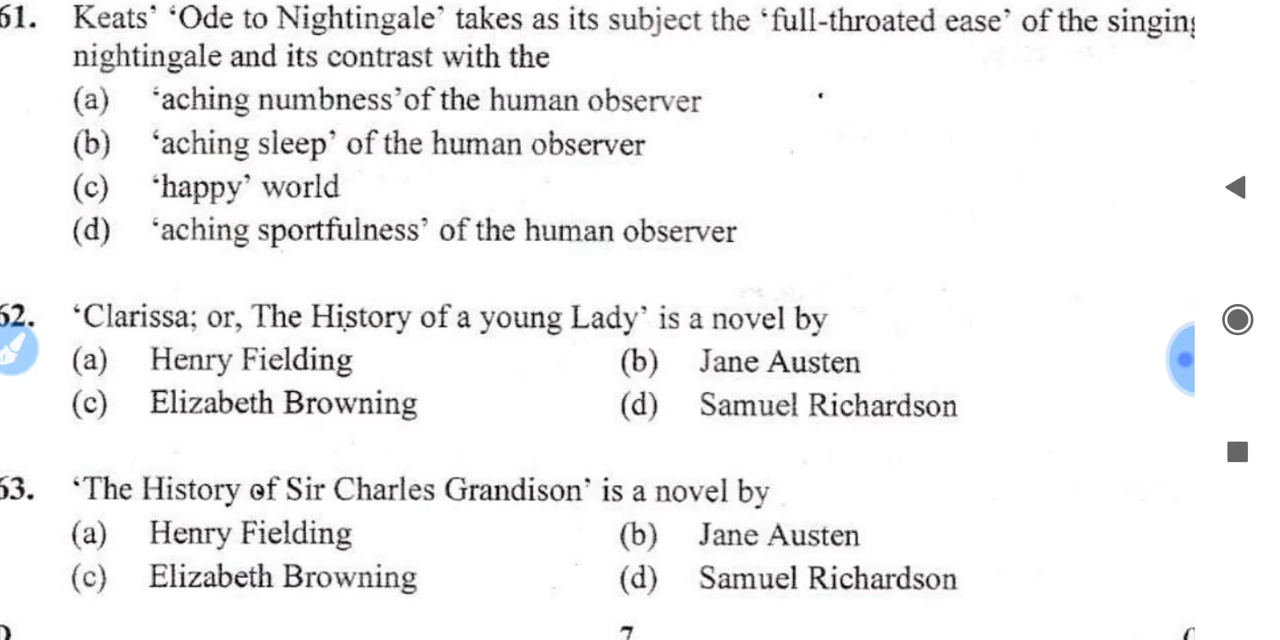 61. Keats' 'Ode to Nightingale' takes as its subject the 'full-throated ease' of the singing
nightingale and its contrast with the
(a) 'aching numbness'of the human observer
(b) 'aching sleep' of the human observer
(c) 'happy' world
(d) 'aching sportfulness' of the human observer
62. 'Clarissa; or, The History of a young Lady' is a novel by
(a) Henry Fielding (b) Jane Austen
(c) Elizabeth Browning (d) Samuel Richardson
63. 'The History of Sir Charles Grandison' is a novel by
(a) Henry Fielding (b) Jane Austen
(c) Elizabeth Browning (d) Samuel Richardson
7